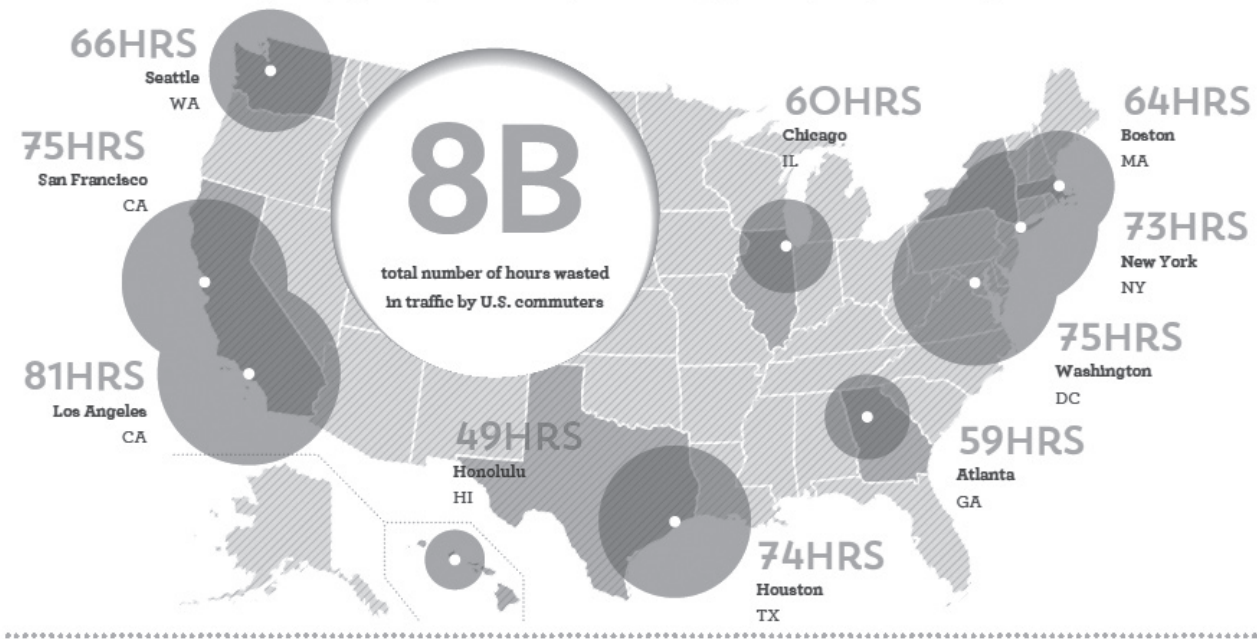 66HRS
Seattle
WA
75HRS
San Francisco
CA
81HRS
Los Angeles
CA
8B
total number of hours wasted
in traffic by U.S. commuters
49HRS
Honolulu
HI
60HRS
Chicago
IL
64HRS
Boston
MA
73HRS
New York
NY
75HRS
Washington
DC
59HRS
Atlanta
GA
74HRS
Houston
TX